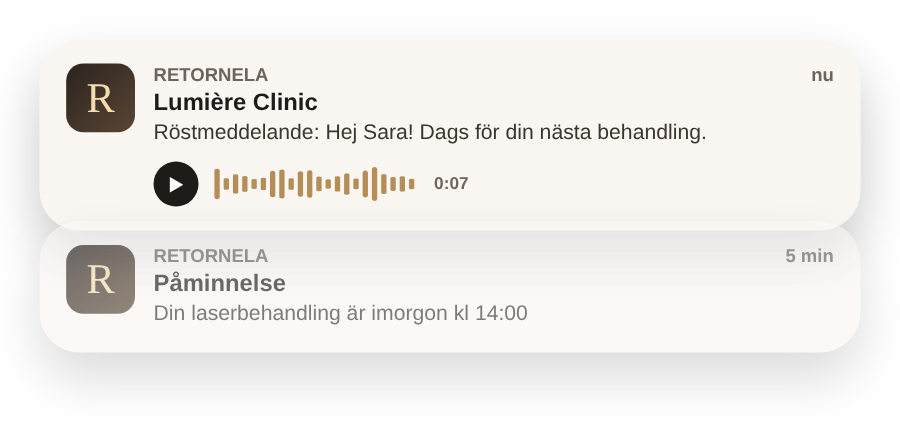 R
RETORNELA
nu
Lumière Clinic
Röstmeddelande: Hej Sara! Dags för din nästa behandling.
0:07
R
RETORNELA
5 min
Påminnelse
Din laserbehandling är imorgon kl 14:00